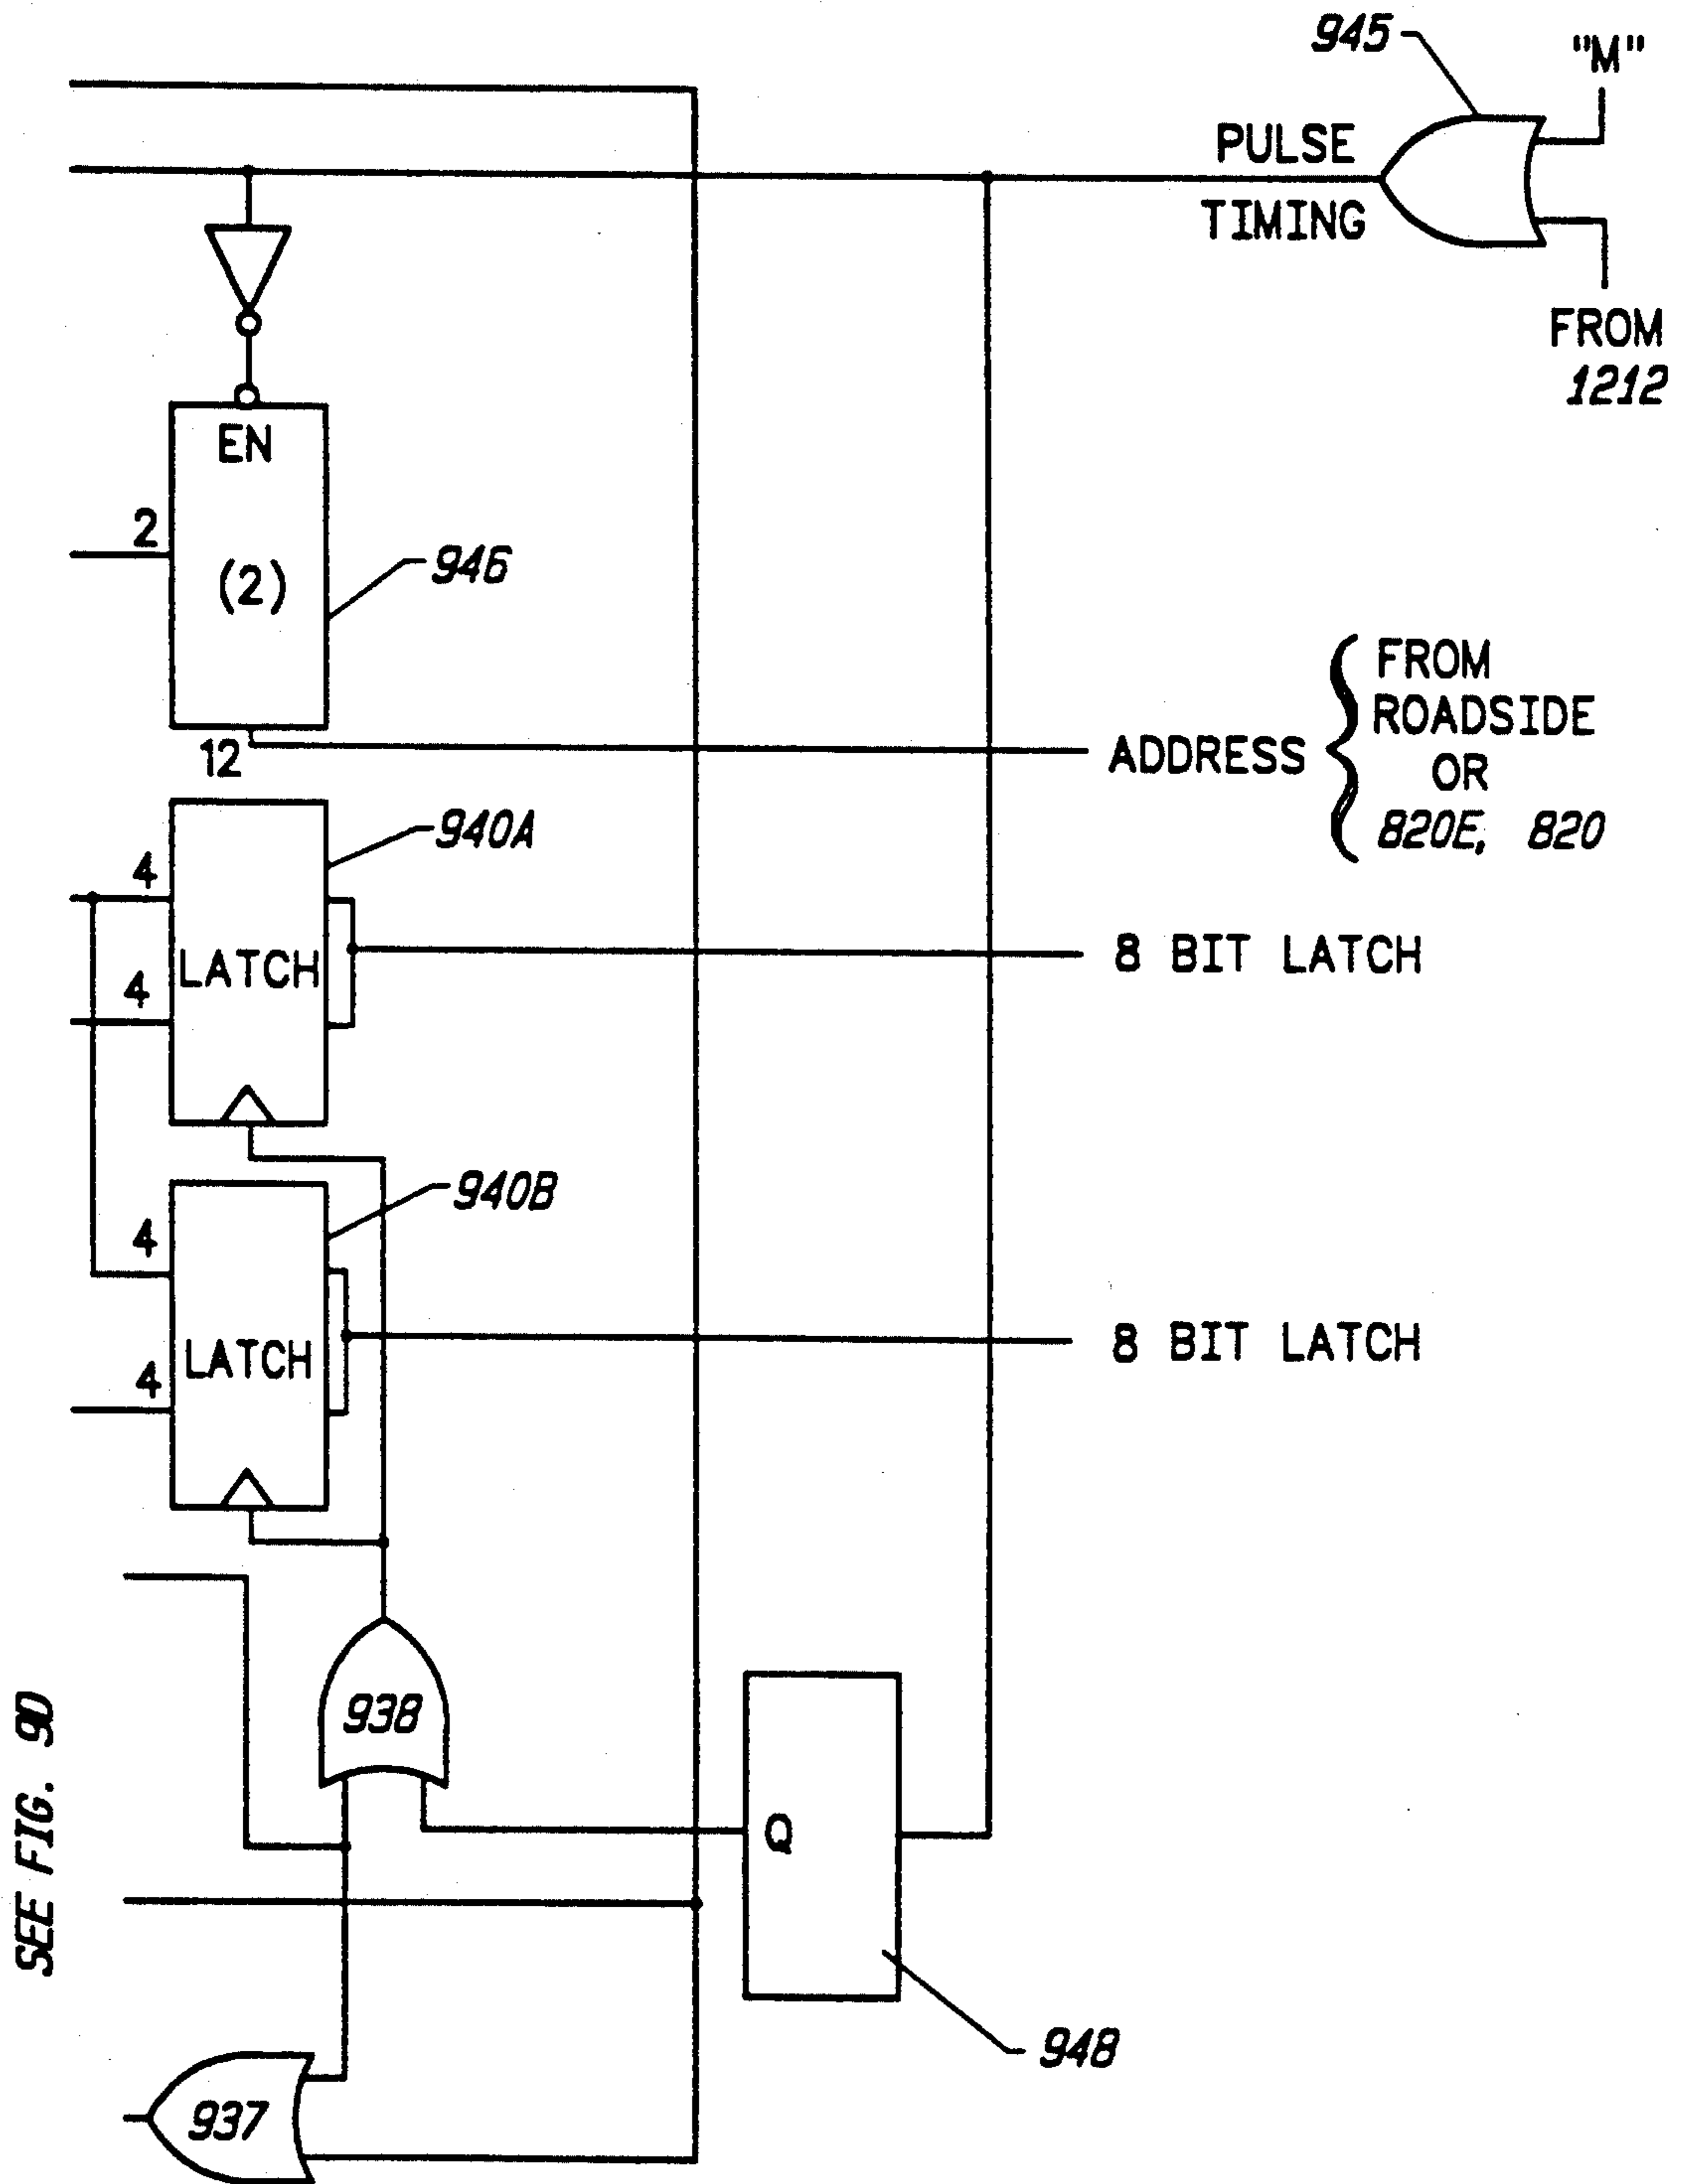 945
"M"
PULSE
TIMING
FROM
1212
EN
2
(2)
946
12
ADDRESS
FROM
ROADSIDE
OR
820E, 820
940A
4
LATCH
4
8 BIT LATCH
940B
4
LATCH
4
8 BIT LATCH
938
Q
SEE FIG. 9D
948
937